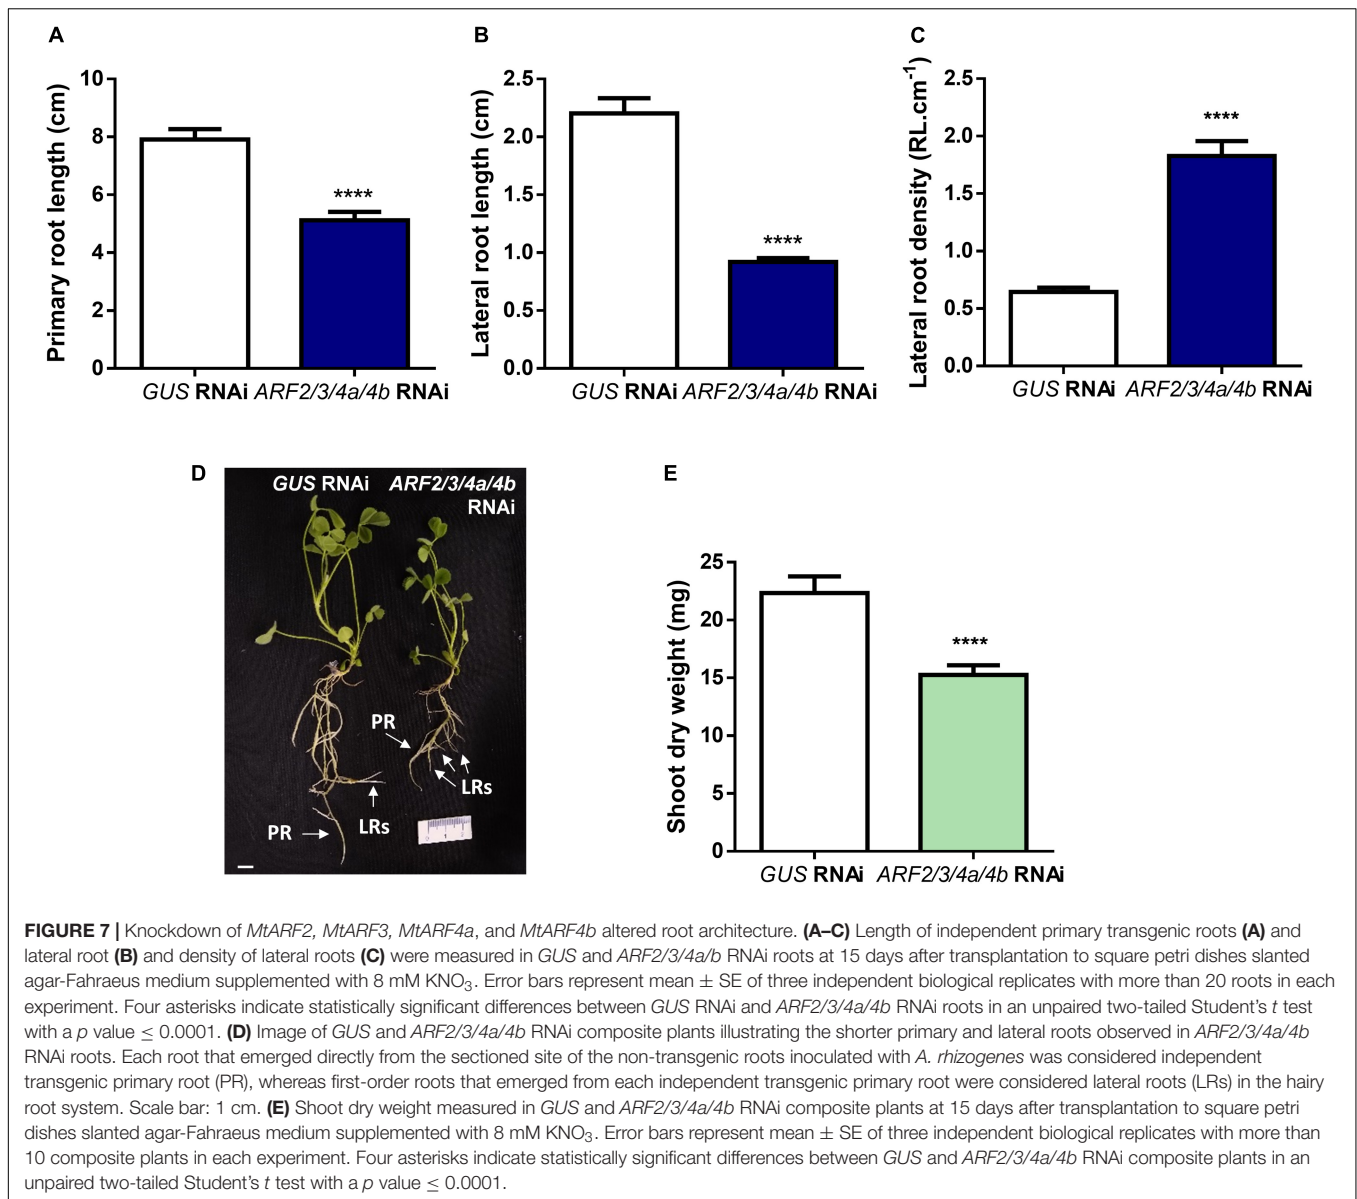 A
B
C
Primary root length (cm)
10
8
6
4
2
0
****
GUS RNAi ARF2/3/4a/4b RNAi
Lateral root length (cm)
2.5
2.0
1.5
1.0
0.5
0.0
****
GUS RNAi ARF2/3/4a/4b RNAi
Lateral root density (RL.cm-1)
2.5
2.0
1.5
1.0
0.5
0.0
****
GUS RNAi ARF2/3/4a/4b RNAi
D
GUS RNAi ARF2/3/4a/4b
RNAi
PR
LRs
PR
LRs
E
Shoot dry weight (mg)
25
20
15
10
5
0
****
GUS RNAi ARF2/3/4a/4b RNAi
FIGURE 7 | Knockdown of MtARF2, MtARF3, MtARF4a, and MtARF4b altered root architecture. (A–C) Length of independent primary transgenic roots (A) and
lateral root (B) and density of lateral roots (C) were measured in GUS and ARF2/3/4a/b RNAi roots at 15 days after transplantation to square petri dishes slanted
agar-Fahraeus medium supplemented with 8 mM KNO3. Error bars represent mean ± SE of three independent biological replicates with more than 20 roots in each
experiment. Four asterisks indicate statistically significant differences between GUS RNAi and ARF2/3/4a/4b RNAi roots in an unpaired two-tailed Student’s t test
with a p value ≤ 0.0001. (D) Image of GUS and ARF2/3/4a/4b RNAi composite plants illustrating the shorter primary and lateral roots observed in ARF2/3/4a/4b
RNAi roots. Each root that emerged directly from the sectioned site of the non-transgenic roots inoculated with A. rhizogenes was considered independent
transgenic primary root (PR), whereas first-order roots that emerged from each independent transgenic primary root were considered lateral roots (LRs) in the hairy
root system. Scale bar: 1 cm. (E) Shoot dry weight measured in GUS and ARF2/3/4a/4b RNAi composite plants at 15 days after transplantation to square petri
dishes slanted agar-Fahraeus medium supplemented with 8 mM KNO3. Error bars represent mean ± SE of three independent biological replicates with more than
10 composite plants in each experiment. Four asterisks indicate statistically significant differences between GUS and ARF2/3/4a/4b RNAi composite plants in an
unpaired two-tailed Student’s t test with a p value ≤ 0.0001.